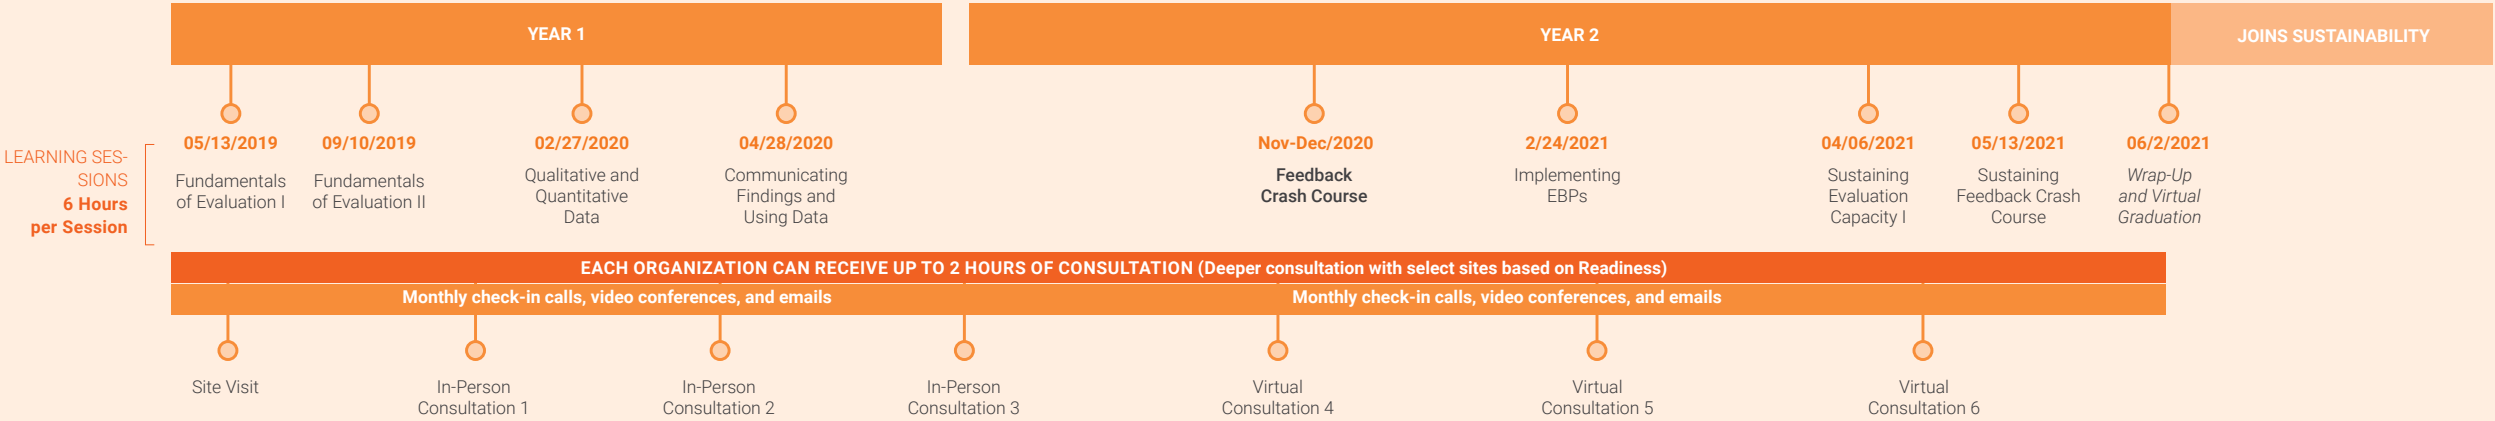 YEAR 1
YEAR 2
JOINS SUSTAINABILITY
LEARNING SES-
SIONS
6 Hours
per Session
05/13/2019
Fundamentals
of Evaluation I
09/10/2019
Fundamentals
of Evaluation II
02/27/2020
Qualitative and
Quantitative
Data
04/28/2020
Communicating
Findings and
Using Data
Nov-Dec/2020
Feedback
Crash Course
2/24/2021
Implementing
EBPs
04/06/2021
Sustaining
Evaluation
Capacity I
05/13/2021
Sustaining
Feedback Crash
Course
06/2/2021
Wrap-Up
and Virtual
Graduation
EACH ORGANIZATION CAN RECEIVE UP TO 2 HOURS OF CONSULTATION (Deeper consultation with select sites based on Readiness)
Monthly check-in calls, video conferences, and emails
Monthly check-in calls, video conferences, and emails
Site Visit
In-Person
Consultation 1
In-Person
Consultation 2
In-Person
Consultation 3
Virtual
Consultation 4
Virtual
Consultation 5
Virtual
Consultation 6